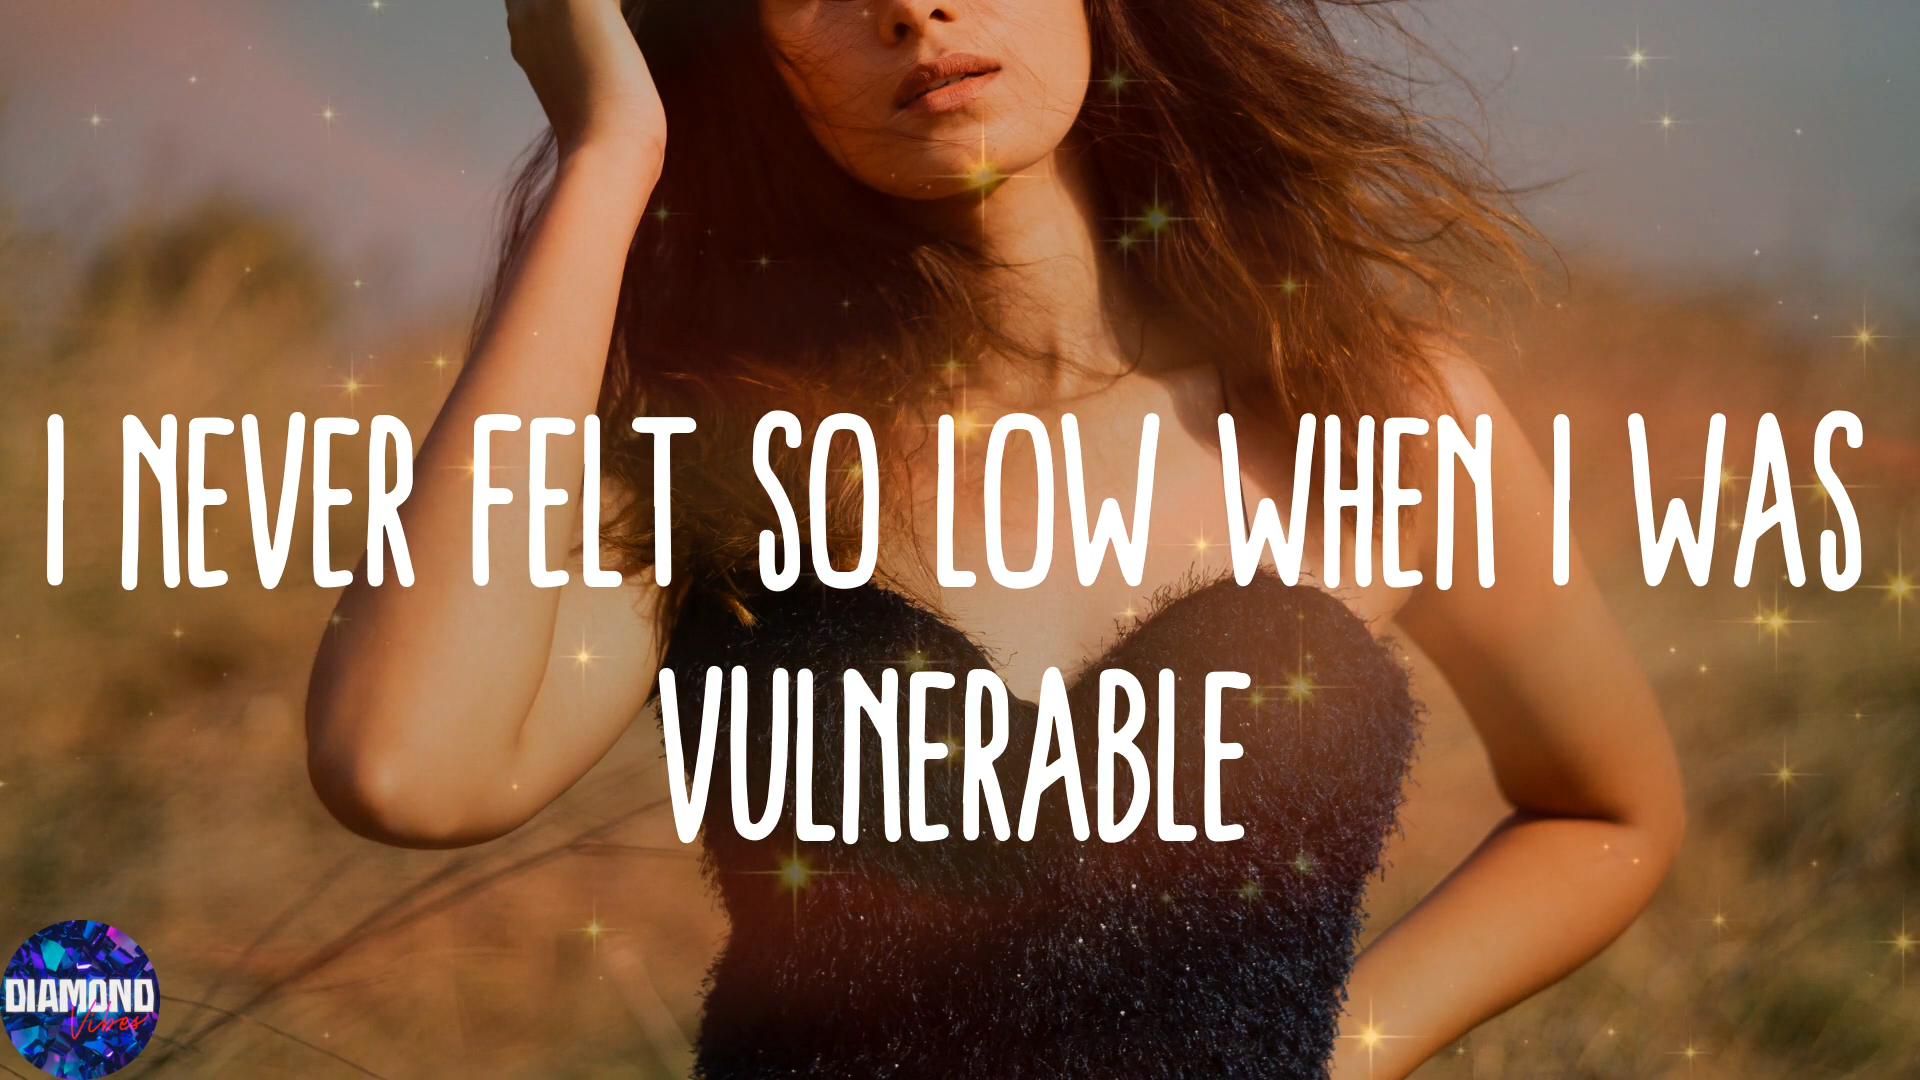 I NEVER FELT SO LOW WHEN I WAS
VULNERABLE
DIAMOND
Vibes